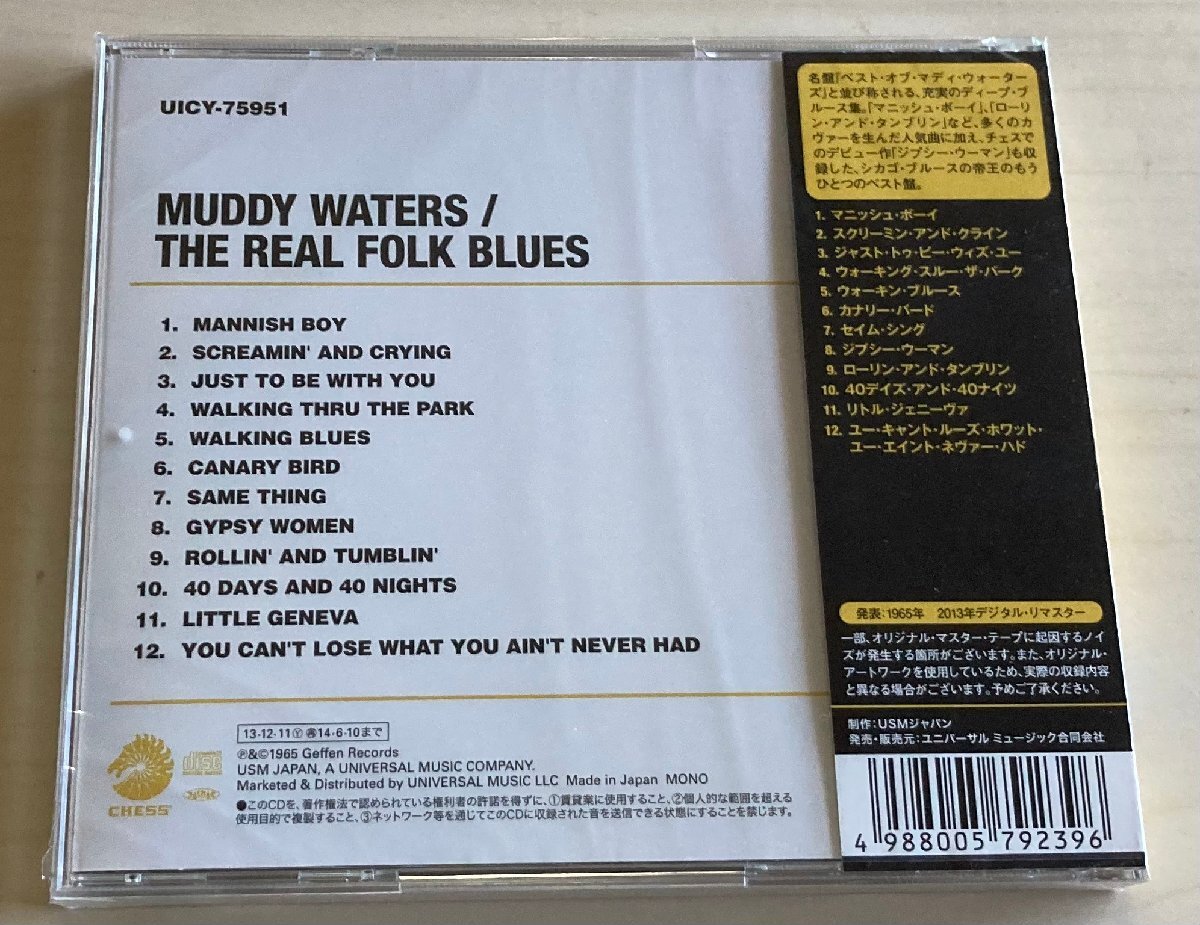 UICY-75951
MUDDY WATERS /
THE REAL FOLK BLUES
1. MANNISH BOY
2. SCREAMIN' AND CRYING
3. JUST TO BE WITH YOU
4. WALKING THRU THE PARK
5. WALKING BLUES
6. CANARY BIRD
7. SAME THING
8. GYPSY WOMEN
9. ROLLIN' AND TUMBLIN'
10. 40 DAYS AND 40 NIGHTS
11. LITTLE GENEVA
12. YOU CAN'T LOSE WHAT YOU AIN'T NEVER HAD
CHESS
13·12·11Ⓨ 14·6·10まで
℗&©1965 Geffen Records
USM JAPAN, A UNIVERSAL MUSIC COMPANY.
Marketed & Distributed by UNIVERSAL MUSIC LLC Made in Japan MONO
●このCDを、著作権法で認められている権利者の許諾を得ずに、①賃貸業に使用すること、②個人的な範囲を超える
使用目的で複製すること、③ネットワーク等を通じてこのCDに収録された音を送信できる状態にすることを禁じます。
名盤『ベスト・オブ・マディ・ウォーター
ズ』と並び称される、充実のディープ・ブ
ルース集。「マニッシュ・ボーイ」、「ローリ
ン・アンド・タンブリン」など、多くのカ
ヴァーを生んだ人気曲に加え、チェスで
のデビュー作「ジプシー・ウーマン」も収
録した、シカゴ・ブルースの帝王のもう
ひとつのベスト盤。
1. マニッシュ・ボーイ
2. スクリーミン・アンド・クライン
3. ジャスト・トゥ・ビー・ウィズ・ユー
4. ウォーキング・スルー・ザ・パーク
5. ウォーキン・ブルース
6. カナリー・バード
7. セイム・シング
8. ジプシー・ウーマン
9. ローリン・アンド・タンブリン
10. 40デイズ・アンド・40ナイツ
11. リトル・ジェニーヴァ
12. ユー・キャント・ルーズ・ホワット・
ユー・エイント・ネヴァー・ハド
発表:1965年 2013年デジタル・リマスター
一部、オリジナル・マスター・テープに起因するノイ
ズが発生する箇所がございます。また、オリジナル・
アートワークを使用しているため、実際の収録内容
と異なる場合がございます。予めご了承ください。
制作:USMジャパン
発売・販売元:ユニバーサル ミュージック合同会社
4 988005 792396